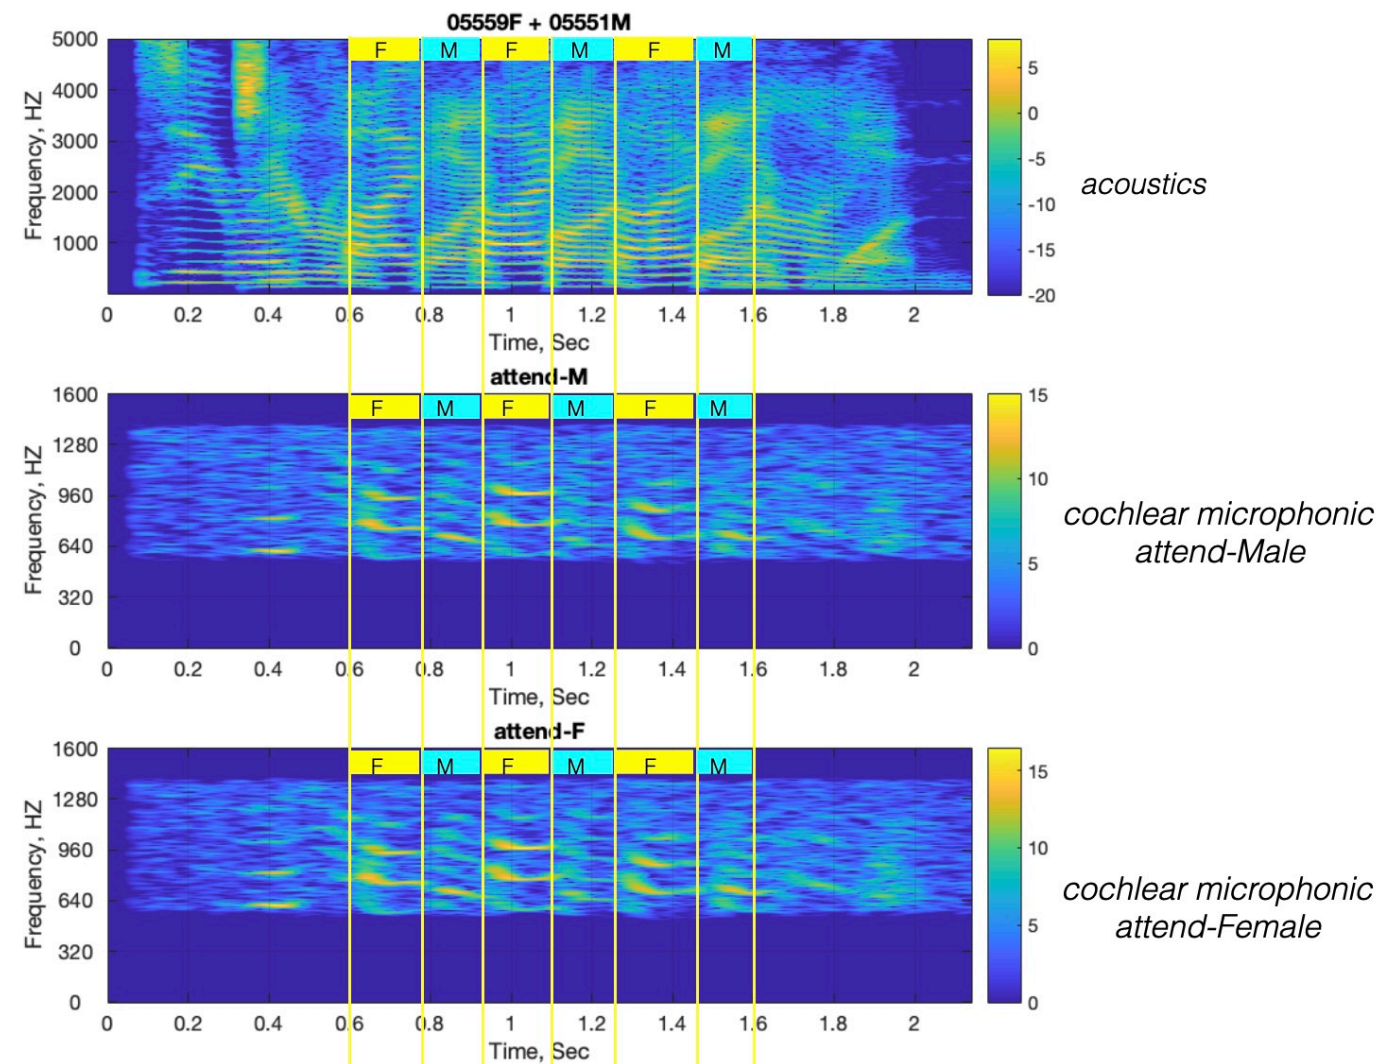 05559F + 05551M
F M F M F M
5000
4000
3000
2000
1000
Frequency, HZ
0 0.2 0.4 0.6 0.8 1 1.2 1.4 1.6 1.8 2
Time, Sec
5
0
-5
-10
-15
-20
acoustics
attend-M
F M F M F M
1600
1280
960
640
320
0
Frequency, HZ
0 0.2 0.4 0.6 0.8 1 1.2 1.4 1.6 1.8 2
Time, Sec
15
10
5
0
cochlear microphonic
attend-Male
attend-F
F M F M F M
1600
1280
960
640
320
0
Frequency, HZ
0 0.2 0.4 0.6 0.8 1 1.2 1.4 1.6 1.8 2
Time, Sec
15
10
5
0
cochlear microphonic
attend-Female